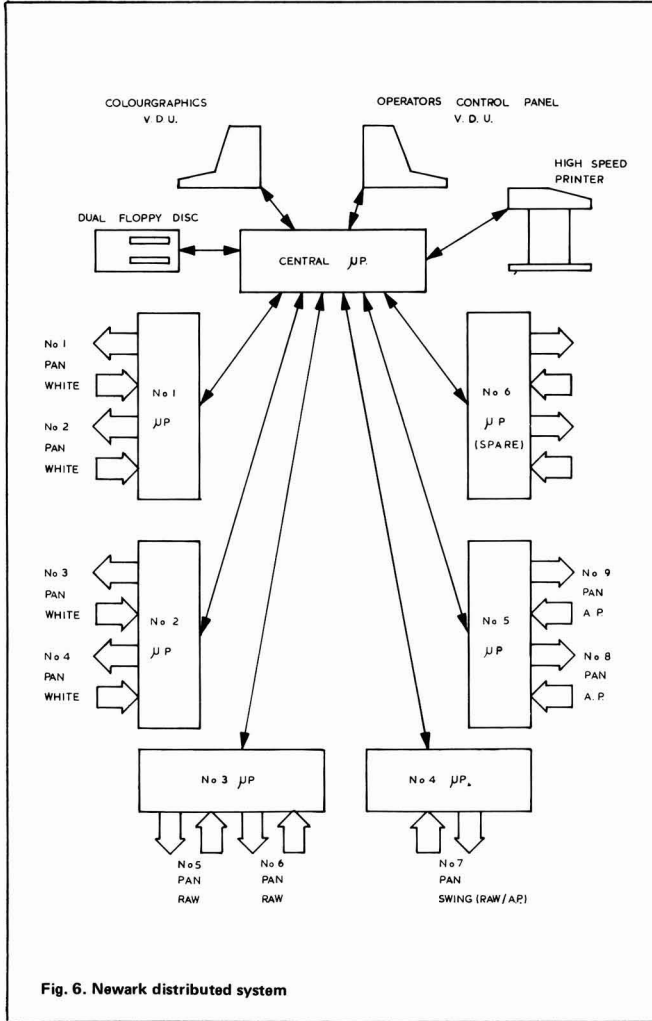 COLOURGRAPHICS
V.D.U.
OPERATORS CONTROL PANEL
V.D.U.
HIGH SPEED
PRINTER
DUAL FLOPPY DISC
CENTRAL µP.
No 1
PAN
WHITE
No 2
PAN
WHITE
No 1
µP
No 6
µP
(SPARE)
No 3
PAN
WHITE
No 4
PAN
WHITE
No 2
µP
No 5
µP
No 9
PAN
A.P.
No 8
PAN
A.P.
No 3 µP
No 4 µP.
No 5
PAN
RAW
No 6
PAN
RAW
No 7
PAN
SWING (RAW/A.P.)
Fig. 6. Newark distributed system